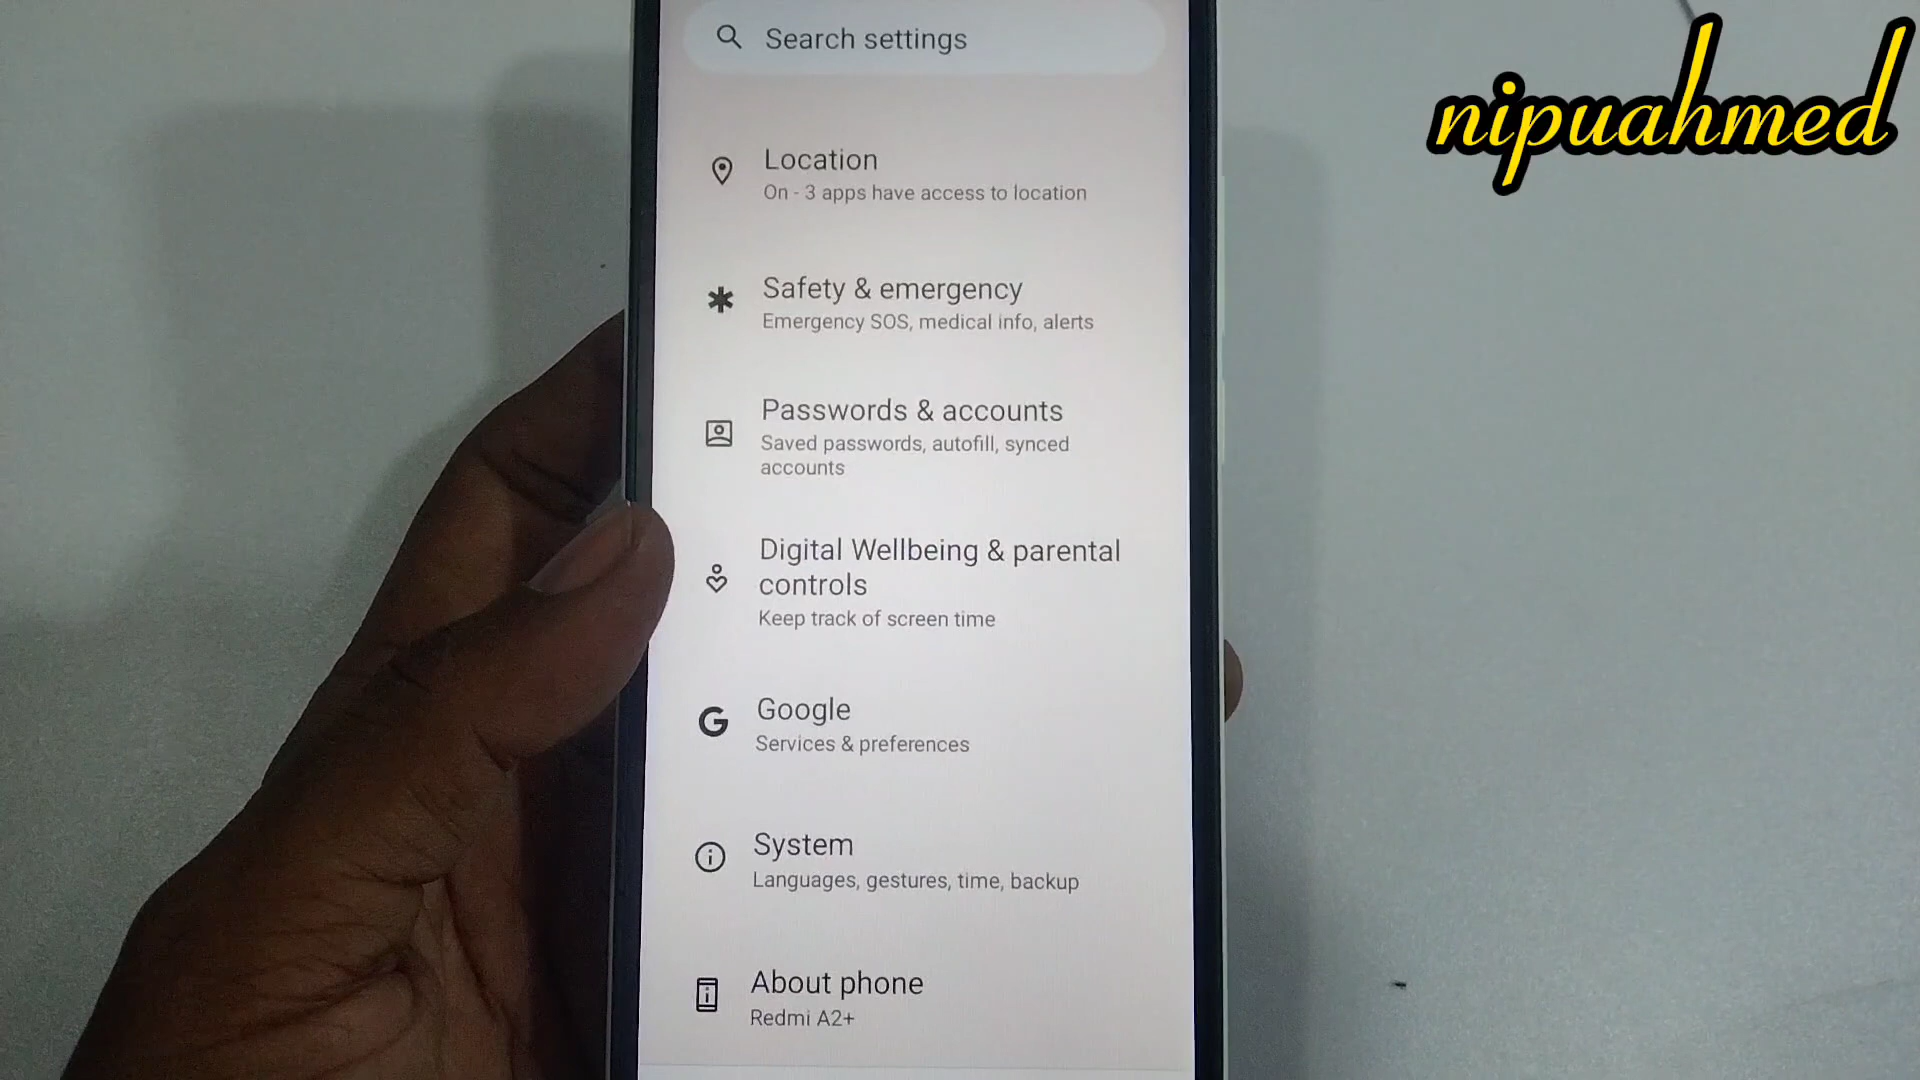 Search settings
nipuahmed
Location
On - 3 apps have access to location
Safety & emergency
Emergency SOS, medical info, alerts
Passwords & accounts
Saved passwords, autofill, synced
accounts
Digital Wellbeing & parental
controls
Keep track of screen time
Google
Services & preferences
System
Languages, gestures, time, backup
About phone
Redmi A2+